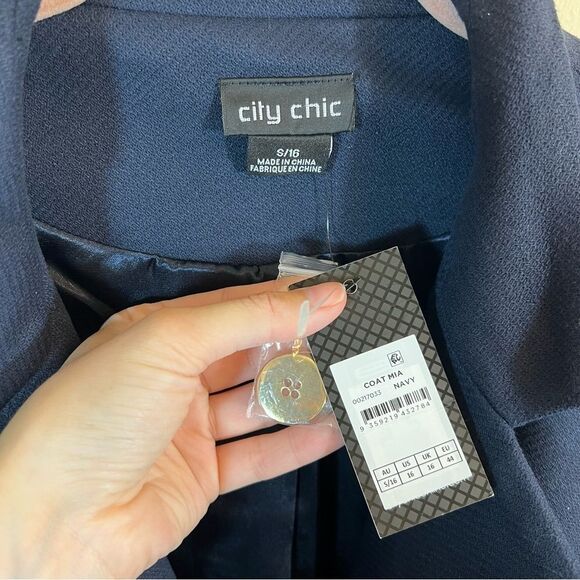 city chic
S/16
MADE IN CHINA
FABRIQUE EN CHINE
COAT MIA
00217033 NAVY
9 359219 432784
AU US UK EU
S/16 16 16 44